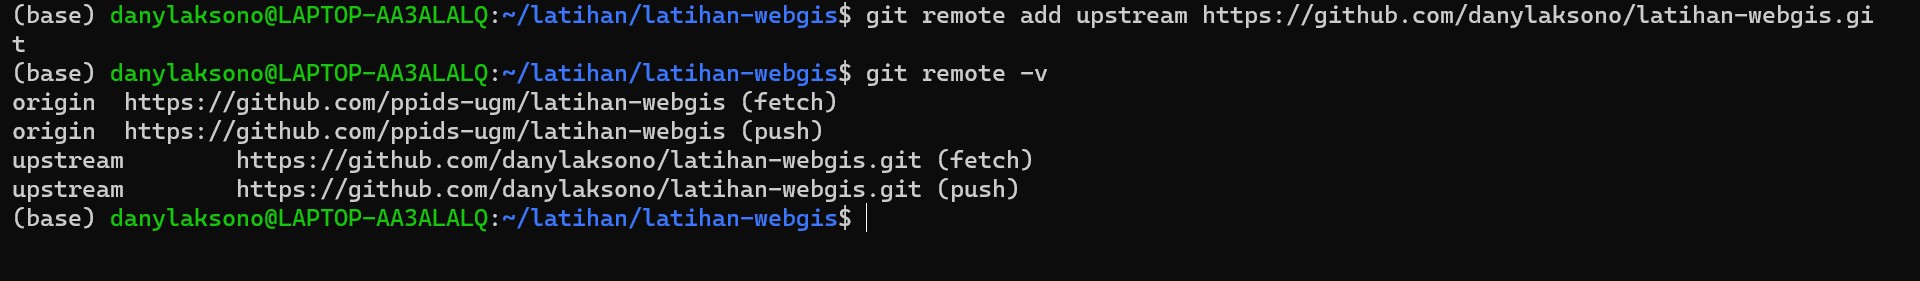 (base) danylaksono@LAPTOP-AA3ALALQ:~/latihan/latihan-webgis$ git remote add upstream https://github.com/danylaksono/latihan-webgis.gi
t
(base) danylaksono@LAPTOP-AA3ALALQ:~/latihan/latihan-webgis$ git remote -v
origin  https://github.com/ppids-ugm/latihan-webgis (fetch)
origin  https://github.com/ppids-ugm/latihan-webgis (push)
upstream        https://github.com/danylaksono/latihan-webgis.git (fetch)
upstream        https://github.com/danylaksono/latihan-webgis.git (push)
(base) danylaksono@LAPTOP-AA3ALALQ:~/latihan/latihan-webgis$